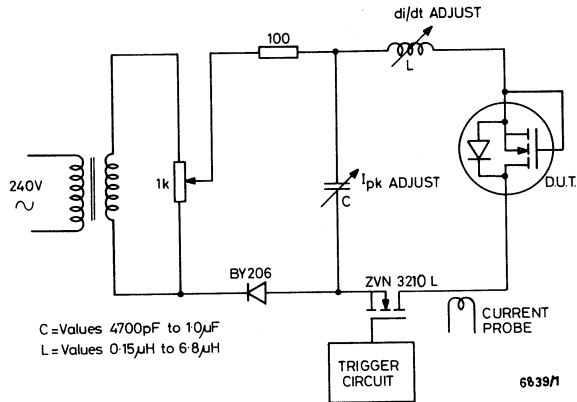 di/dt ADJUST
100
L
240V
1k
I pk ADJUST
C
D.U.T.
BY206
ZVN 3210 L
CURRENT
PROBE
C=Values 4700pF to 1·0µF
L=Values 0·15µH to 6·8µH
TRIGGER
CIRCUIT
6839/1